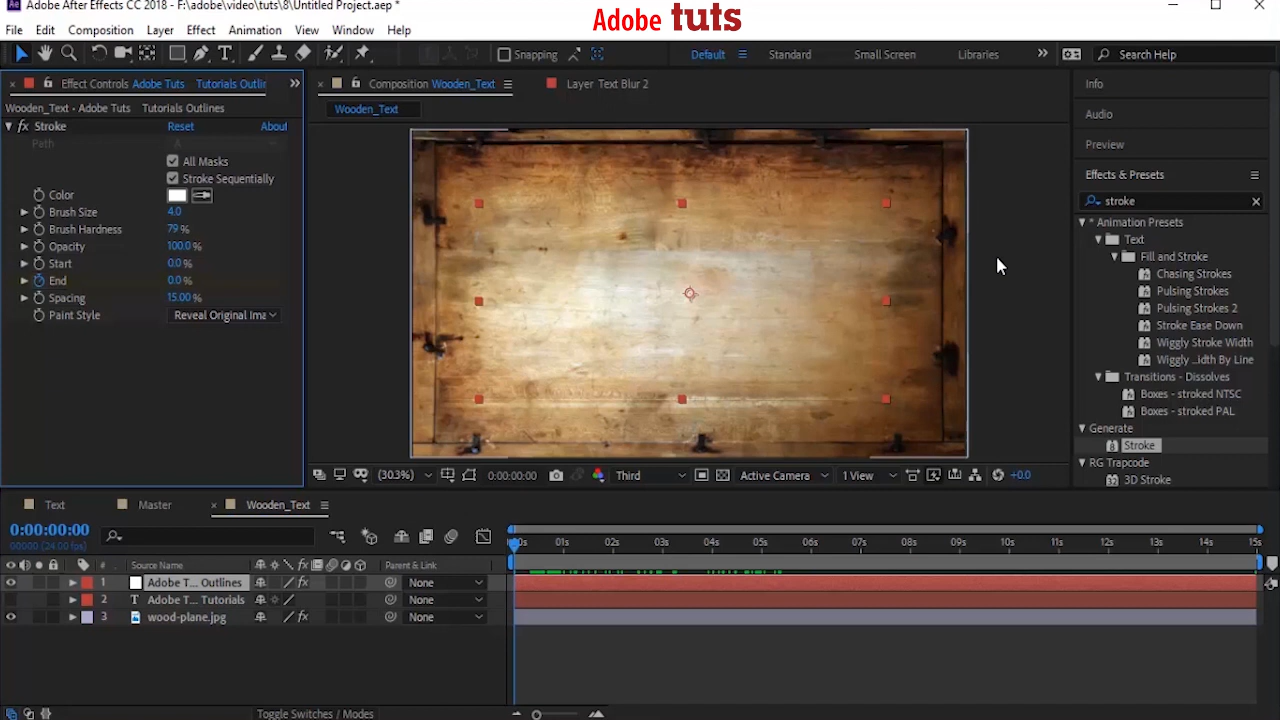 Adobe After Effects CC 2018 - F:\adobe\video\tuts\8\Untitled Project.aep *
Adobe tuts
File Edit Composition Layer Effect Animation View Window Help
Snapping Default Standard Small Screen Libraries Search Help
Effect Controls Adobe Tuts Tutorials Outlin
Composition Wooden_Text Layer Text Blur 2
Wooden_Text • Adobe Tuts Tutorials Outlines
Wooden_Text
fx Stroke Reset About
Path
All Masks
Stroke Sequentially
Color
Brush Size 4.0
Brush Hardness 79 %
Opacity 100.0 %
Start 0.0 %
End 0.0 %
Spacing 15.00 %
Paint Style Reveal Original Ima
(30.3%) 0:00:00:00 Third Active Camera 1 View +0.0
Info
Audio
Preview
Effects & Presets
stroke
* Animation Presets
Text
Fill and Stroke
Chasing Strokes
Pulsing Strokes
Pulsing Strokes 2
Stroke Ease Down
Wiggly Stroke Width
Wiggly ...idth By Line
Transitions - Dissolves
Boxes - stroked NTSC
Boxes - stroked PAL
Generate
Stroke
RG Trapcode
3D Stroke
Text Master Wooden_Text
0:00:00:00
00000 (24.00 fps)
01s 02s 03s 04s 05s 06s 07s 08s 09s 10s 11s 12s 13s 14s 15s
# Source Name Parent & Link
1 Adobe T... Outlines None
2 T Adobe T... Tutorials None
3 wood-plane.jpg None
Toggle Switches / Modes